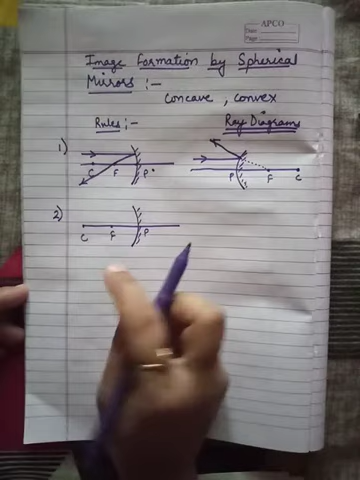 APCO
Date
Page
Image Formation by Spherical
Mirrors :-
Concave , convex
Rules :-
Ray Diagrams
1)
C F P
P F C
2)
C F P